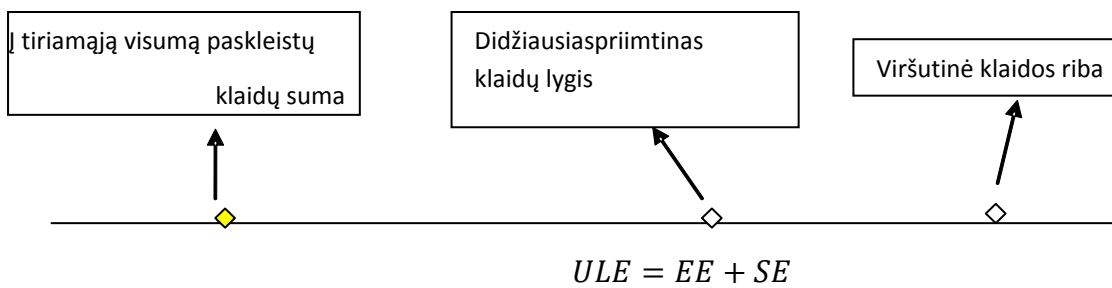 Į tiriamąją visumą paskleistų
klaidų suma
Didžiausiaspriimtinas
klaidų lygis
Viršutinė klaidos riba
ULE = EE + SE